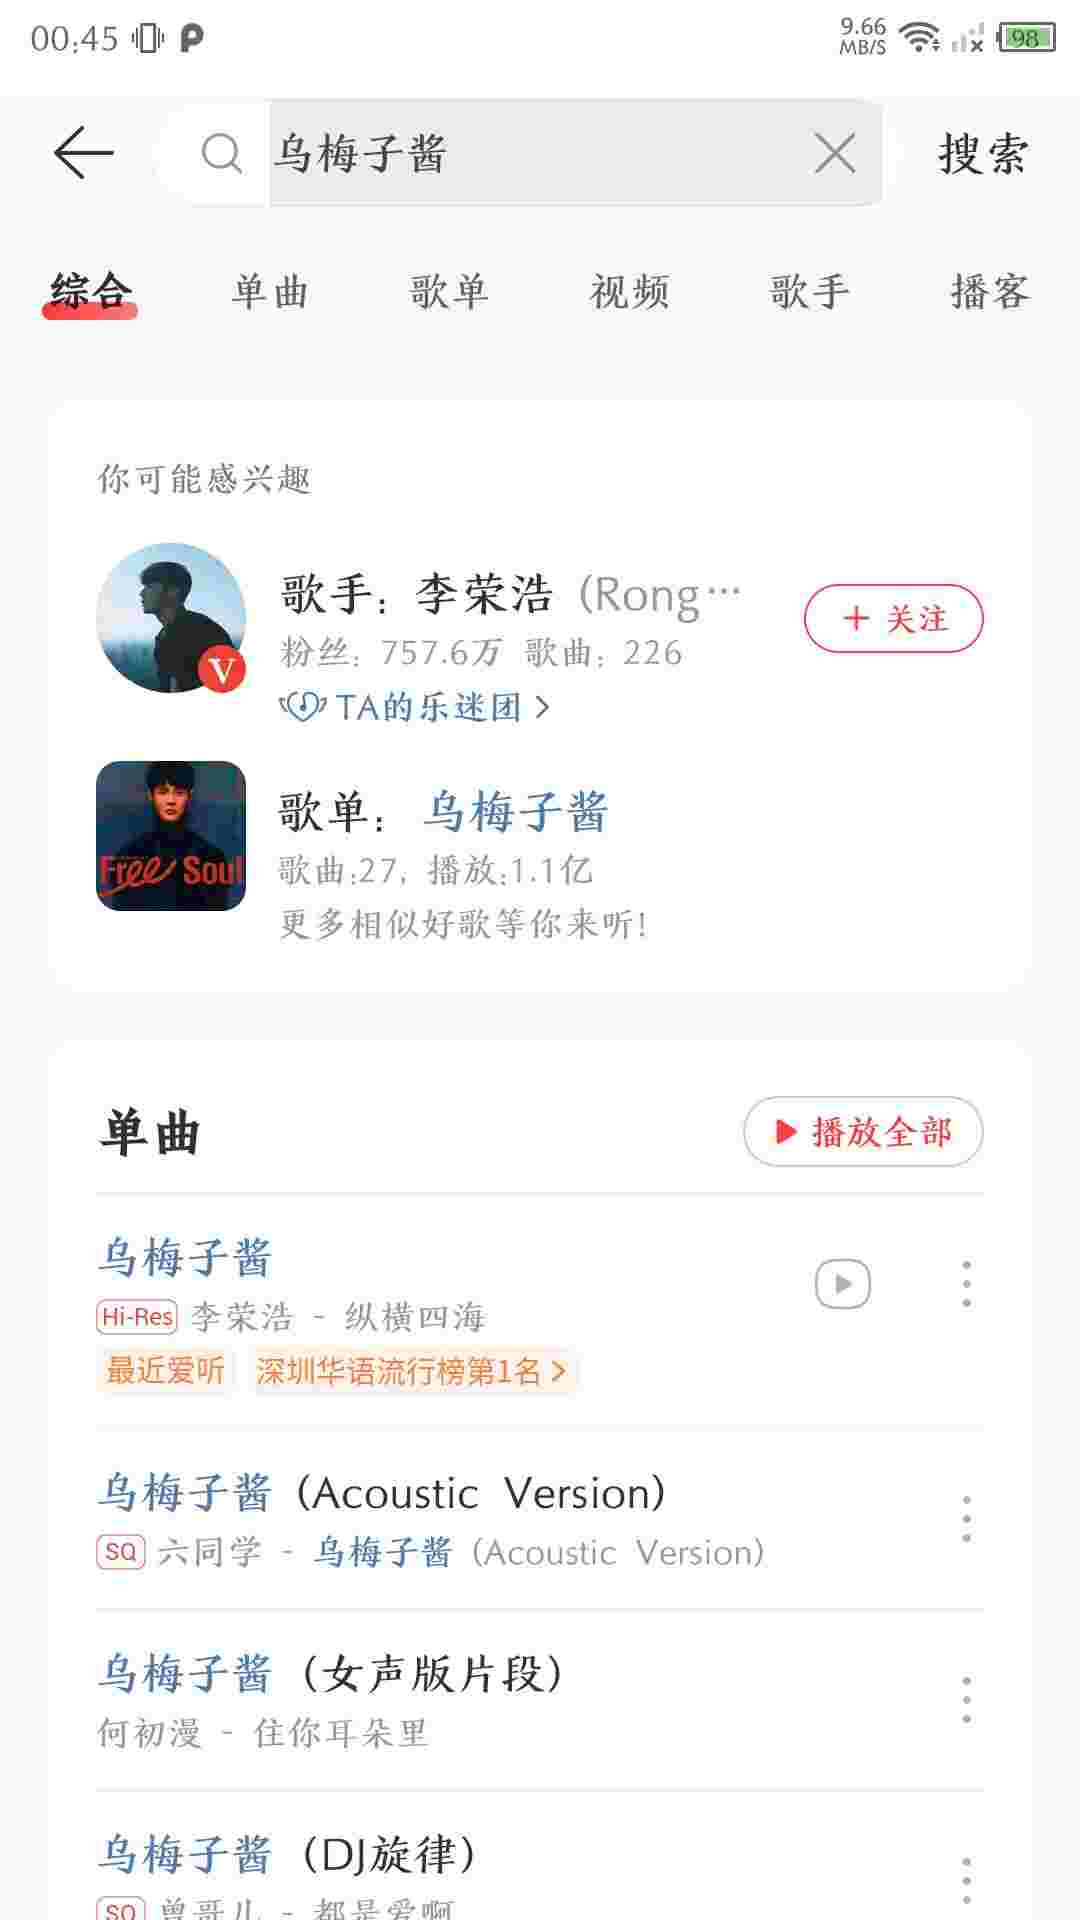 00:45
9.66 MB/S
98
乌梅子酱
搜索
综合 单曲 歌单 视频 歌手 播客
你可能感兴趣
歌手：李荣浩（Rong…
+ 关注
粉丝：757.6万 歌曲：226
TA的乐迷团 >
V
歌单：乌梅子酱
Free Soul
歌曲:27，播放:1.1亿
更多相似好歌等你来听！
单曲
播放全部
乌梅子酱
Hi-Res 李荣浩 - 纵横四海
最近爱听 深圳华语流行榜第1名 >
乌梅子酱（Acoustic Version）
SQ 六同学 - 乌梅子酱（Acoustic Version）
乌梅子酱（女声版片段）
何初漫 - 住你耳朵里
乌梅子酱（DJ旋律）
SQ 曾哥儿 - 都是爱啊